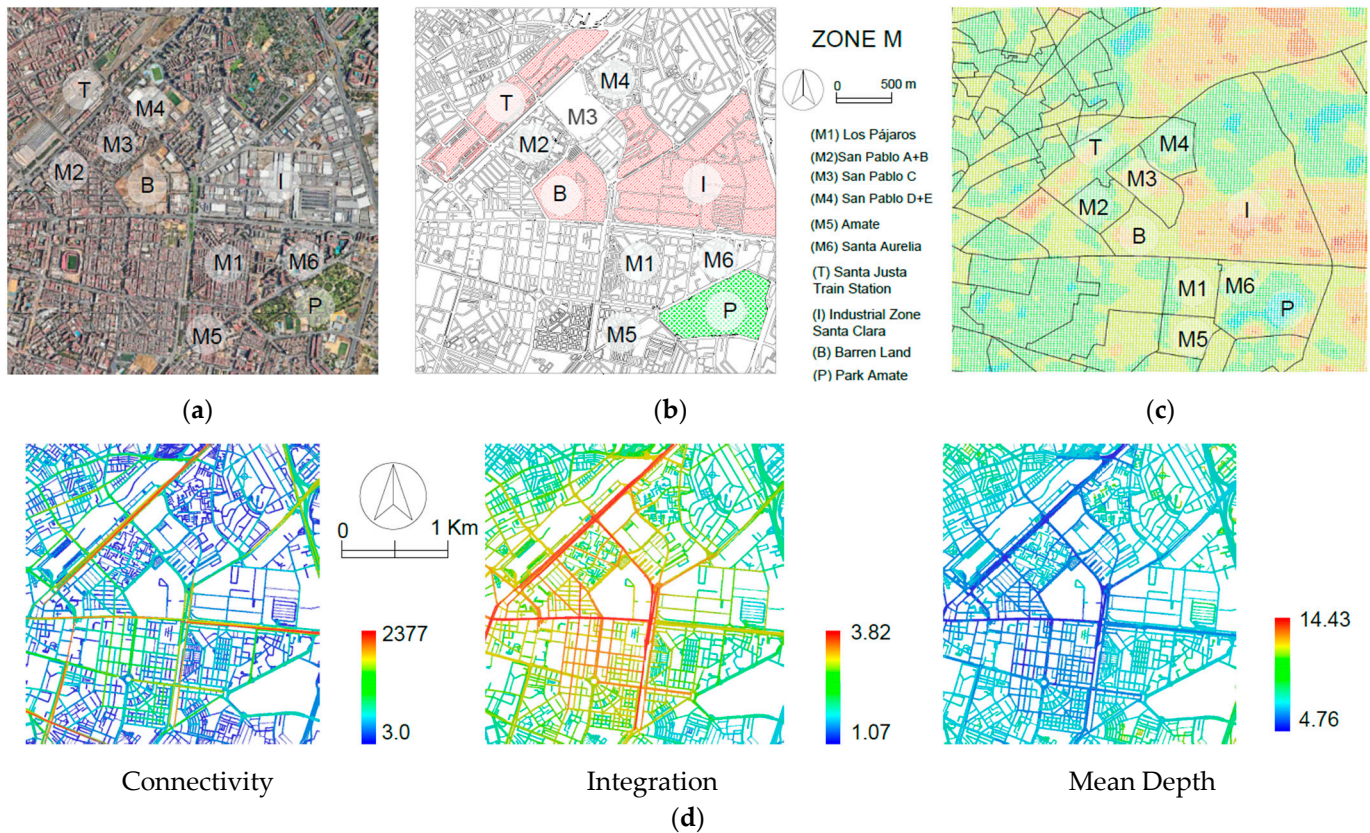 T
M4
M3
M2
B
I
M1
M6
P
M5
(a)
T
M4
M3
M2
B
I
M1
M6
P
M5
(b)
ZONE M
0 500 m
(M1) Los Pájaros
(M2)San Pablo A+B
(M3) San Pablo C
(M4) San Pablo D+E
(M5) Amate
(M6) Santa Aurelia
(T) Santa Justa
Train Station
(I) Industrial Zone
Santa Clara
(B) Barren Land
(P) Park Amate
T
M4
M3
M2
B
I
M1
M6
P
M5
(c)
0 1 Km
2377
3.0
Connectivity
3.82
1.07
Integration
14.43
4.76
Mean Depth
(d)